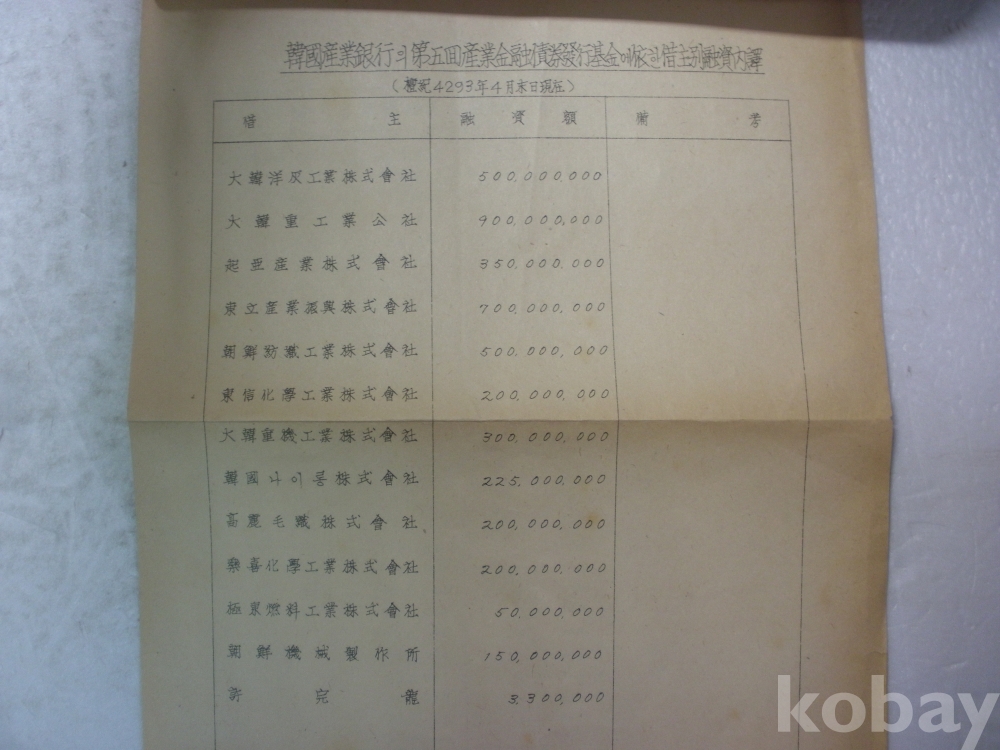 韓國産業銀行의 第五回産業金融債券發行基金에依한借主別融資內譯
(檀紀4293年4月末日現在)
借主 融資額 備考
大韓洋灰工業株式會社 500,000,000
大韓重工業公社 900,000,000
起亞産業株式會社 350,000,000
東立産業振興株式會社 700,000,000
朝鮮紡織工業株式會社 500,000,000
東信化學工業株式會社 200,000,000
大韓重機工業株式會社 300,000,000
韓國나이롱株式會社 225,000,000
高麗毛織株式會社 200,000,000
樂喜化學工業株式會社 200,000,000
極東燃料工業株式會社 50,000,000
朝鮮機械製作所 150,000,000
許完龍 3,300,000
kobay